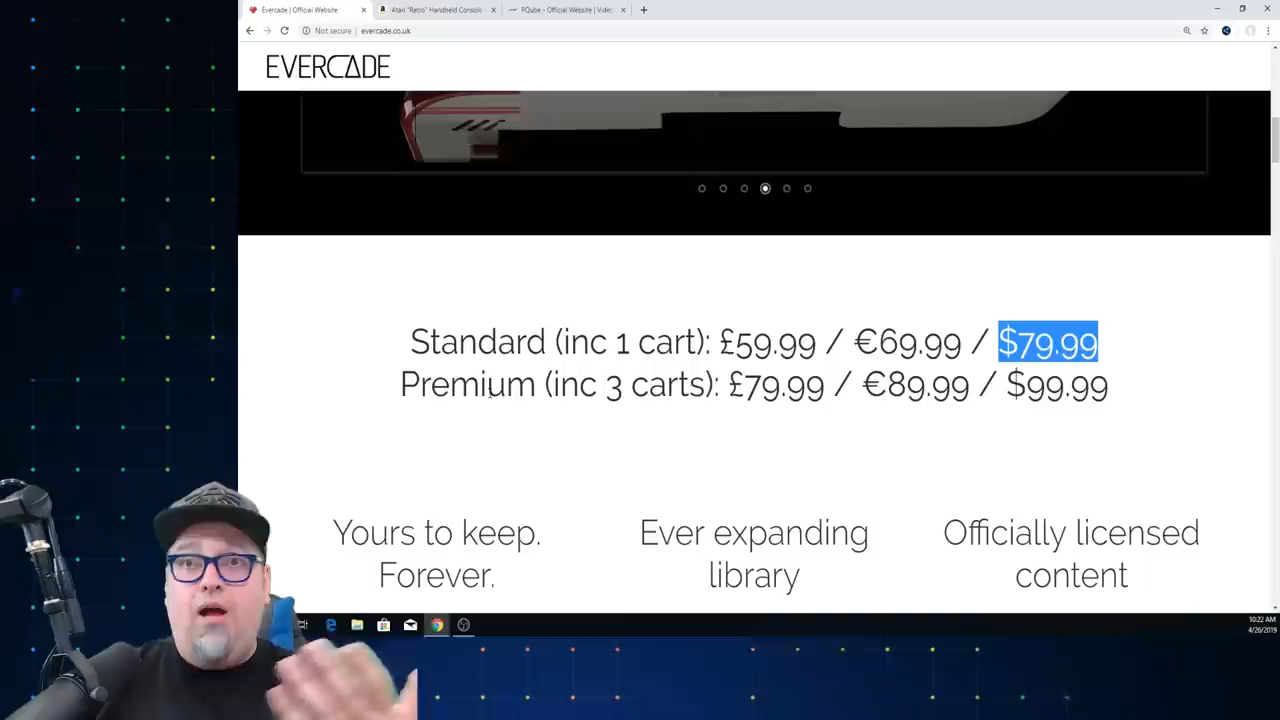 Evercade | Official Website
Atari "Retro" Handheld Console
PQube - Official Website | Video
Not secure
evercade.co.uk
EVERCADE
Standard (inc 1 cart): £59.99 / €69.99 / $79.99
Premium (inc 3 carts): £79.99 / €89.99 / $99.99
Yours to keep.
Forever.
Ever expanding
library
Officially licensed
content
10:22 AM
4/26/2019